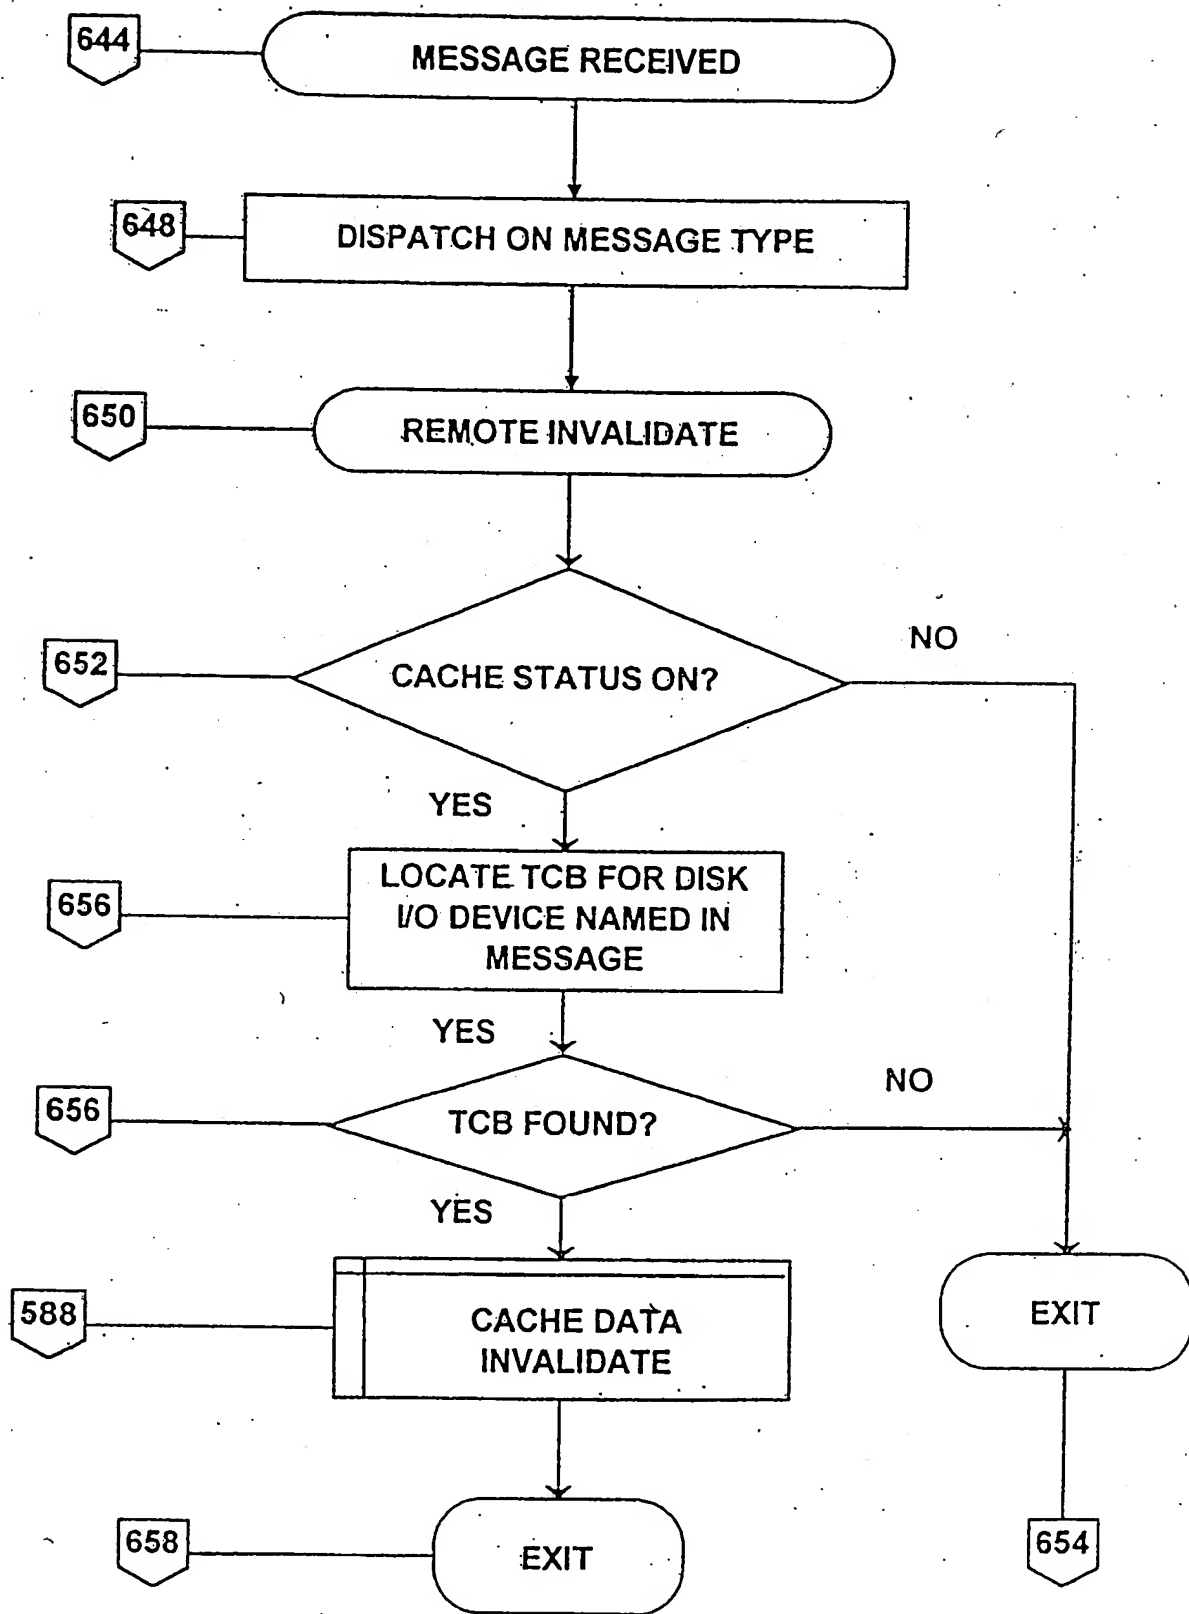 644
MESSAGE RECEIVED
648
DISPATCH ON MESSAGE TYPE
650
REMOTE INVALIDATE
652
CACHE STATUS ON?
NO
YES
656
LOCATE TCB FOR DISK
I/O DEVICE NAMED IN
MESSAGE
YES
656
TCB FOUND?
NO
YES
588
CACHE DATA
INVALIDATE
EXIT
658
EXIT
654